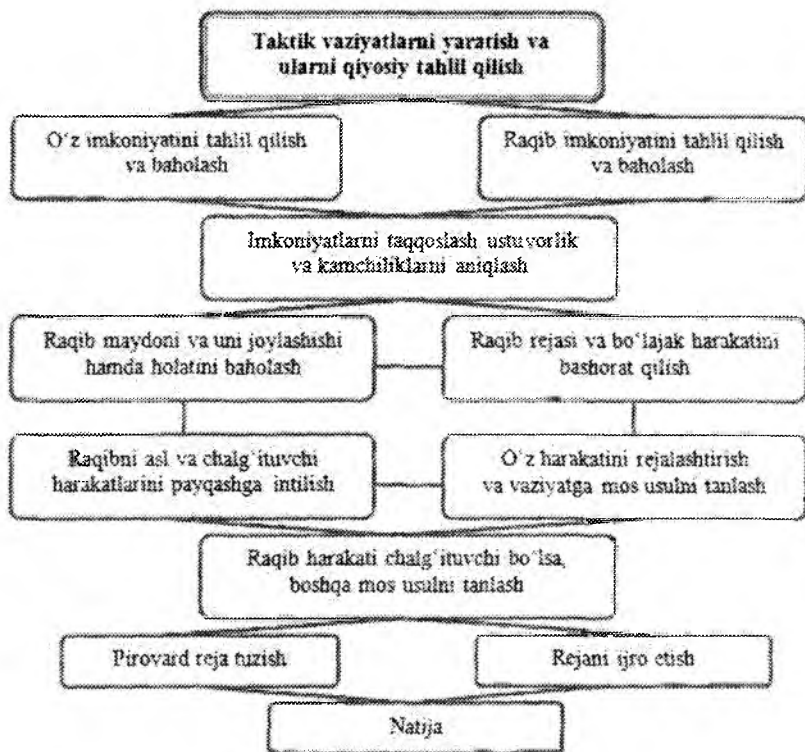 Taktik vaziyatlarni yaratish va
ularni qiyosiy tahlil qilish
O‘z imkoniyatini tahlil qilish
va baholash
Raqib imkoniyatini tahlil qilish
va baholash
Imkoniyatlarni taqqoslash ustuvorlik
va kamchiliklarni aniqlash
Raqib maydoni va uni joylashishi
hamda holatini baholash
Raqib rejasi va bo‘lajak harakatini
bashorat qilish
Raqibni asl va chalg‘ituvchi
harakatlarini payqashga intilish
O‘z harakatini rejalashtirish
va vaziyatga mos usulni tanlash
Raqib harakati chalg‘ituvchi bo‘lsa,
boshqa mos usulni tanlash
Pirovard reja tuzish
Rejani ijro etish
Natija